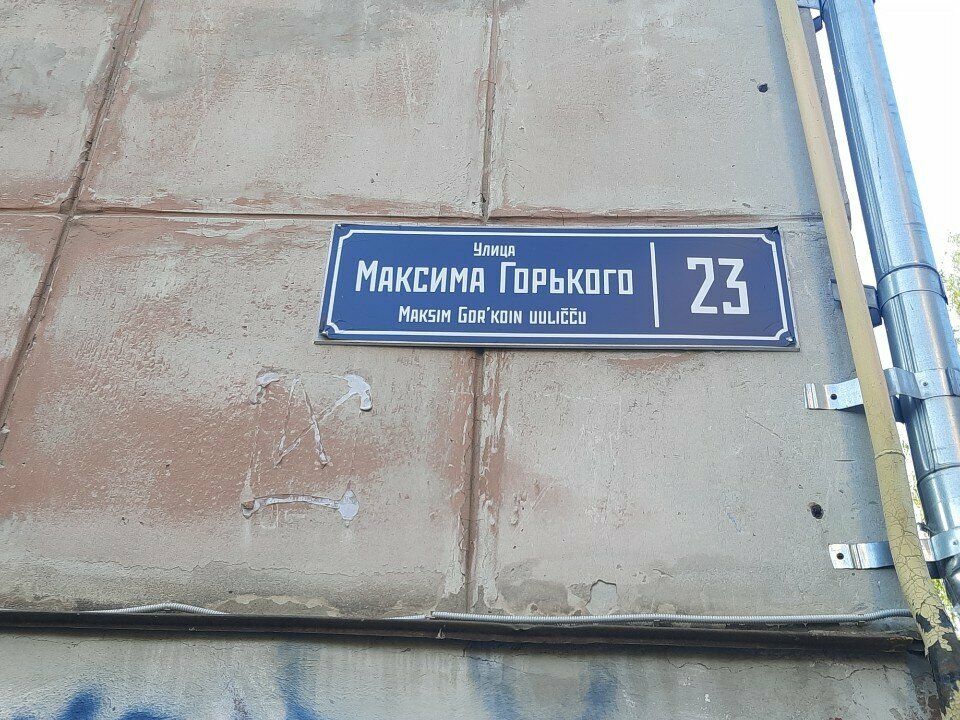 Улица
Максима Горького
Maksim Gor'koin uuličču
23